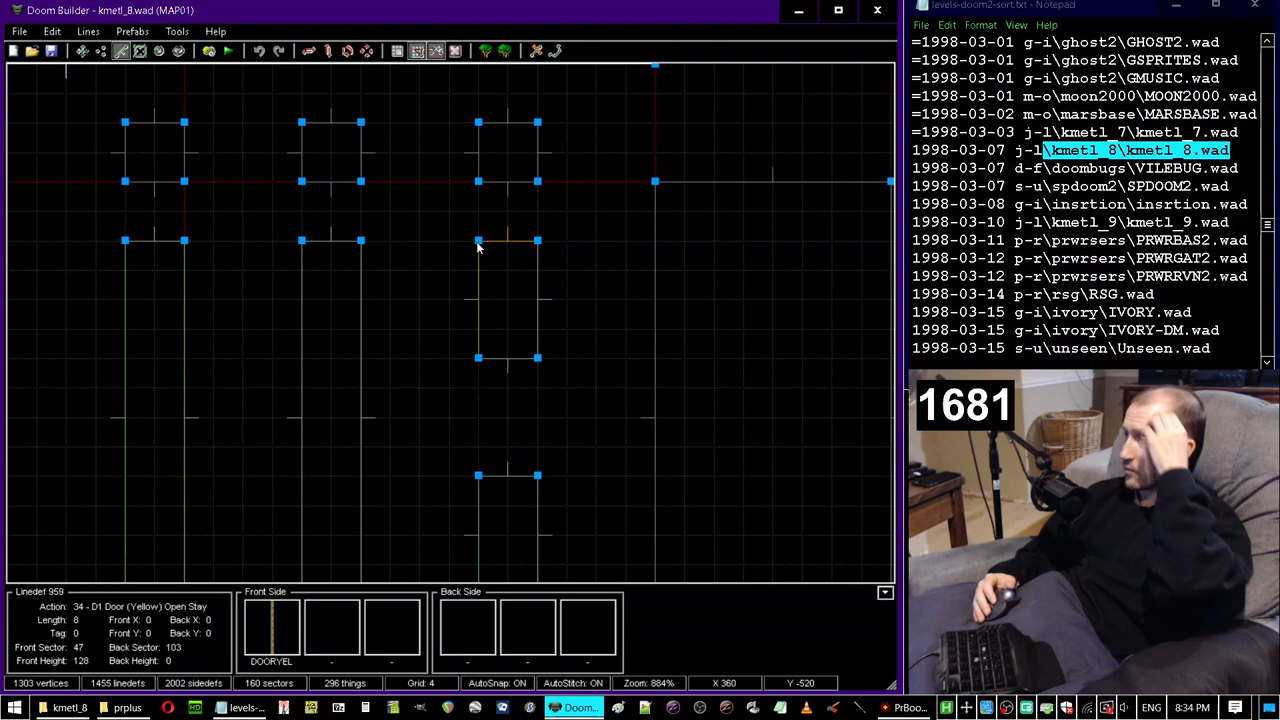 Doom Builder - kmetl_8.wad (MAP01)
File Edit Lines Prefabs Tools Help
Linedef 959
Action: 34 - D1 Door (Yellow) Open Stay
Length: 8 Front X: 0 Back X: 0
Tag: 0 Front Y: 0 Back Y: 0
Front Sector: 47 Back Sector: 103
Front Height: 128 Back Height: 0
Front Side
DOORYEL - -
Back Side
- - -
1303 vertices 1455 linedefs 2002 sidedefs 160 sectors 296 things Grid: 4 AutoSnap: ON AutoStitch: ON Zoom: 884% X 360 Y -520
levels-doom2-sort.txt - Notepad
File Edit Format View Help
=1998-03-01 g-i\ghost2\GHOST2.wad
=1998-03-01 g-i\ghost2\GSPRITES.wad
=1998-03-01 g-i\ghost2\GMUSIC.wad
=1998-03-01 m-o\moon2000\MOON2000.wad
=1998-03-02 m-o\marsbase\MARSBASE.wad
=1998-03-03 j-l\kmetl_7\kmetl_7.wad
1998-03-07 j-l\kmetl_8\kmetl_8.wad
1998-03-07 d-f\doombugs\VILEBUG.wad
1998-03-07 s-u\spdoom2\SPDOOM2.wad
1998-03-08 g-i\insrtion\insrtion.wad
1998-03-10 j-l\kmetl_9\kmetl_9.wad
1998-03-11 p-r\prwrsers\PRWRBAS2.wad
1998-03-12 p-r\prwrsers\PRWRGAT2.wad
1998-03-12 p-r\prwrsers\PRWRRVN2.wad
1998-03-14 p-r\rsg\RSG.wad
1998-03-15 g-i\ivory\IVORY.wad
1998-03-15 g-i\ivory\IVORY-DM.wad
1998-03-15 s-u\unseen\Unseen.wad
1681
kmetl_8 prplus levels-... Doom... PrBoo... 8:34 PM